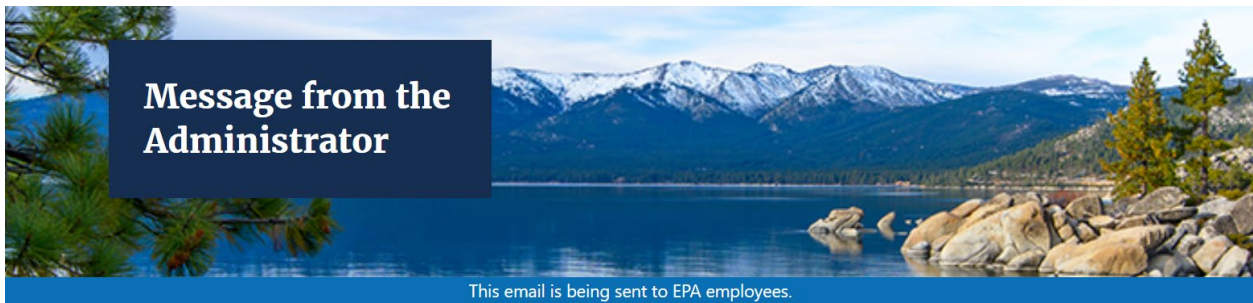 Message from the
Administrator
This email is being sent to EPA employees.